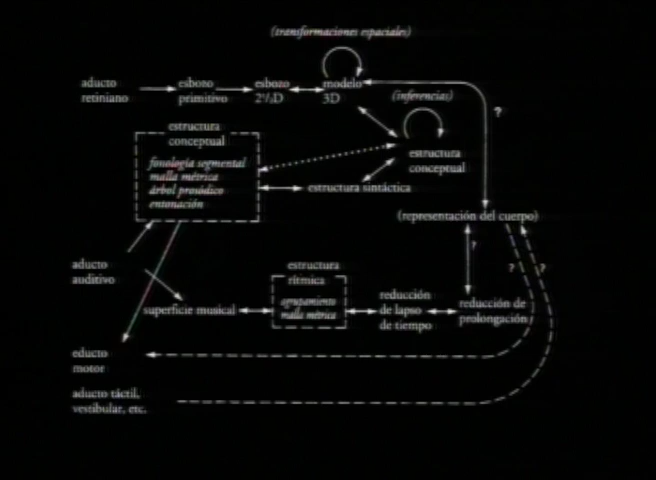 (transformaciones espaciales)
aducto
retiniano
esbozo
primitivo
esbozo
2½D
modelo
3D
(inferencias)
?
estructura
conceptual
fonología segmental
malla métrica
árbol prosódico
entonación
estructura
conceptual
estructura sintáctica
(representación del cuerpo)
?
?
?
aducto
auditivo
estructura
rítmica
superficie musical
agrupamiento
malla métrica
reducción
de lapso
de tiempo
reducción de
prolongación
educto
motor
aducto táctil,
vestibular, etc.